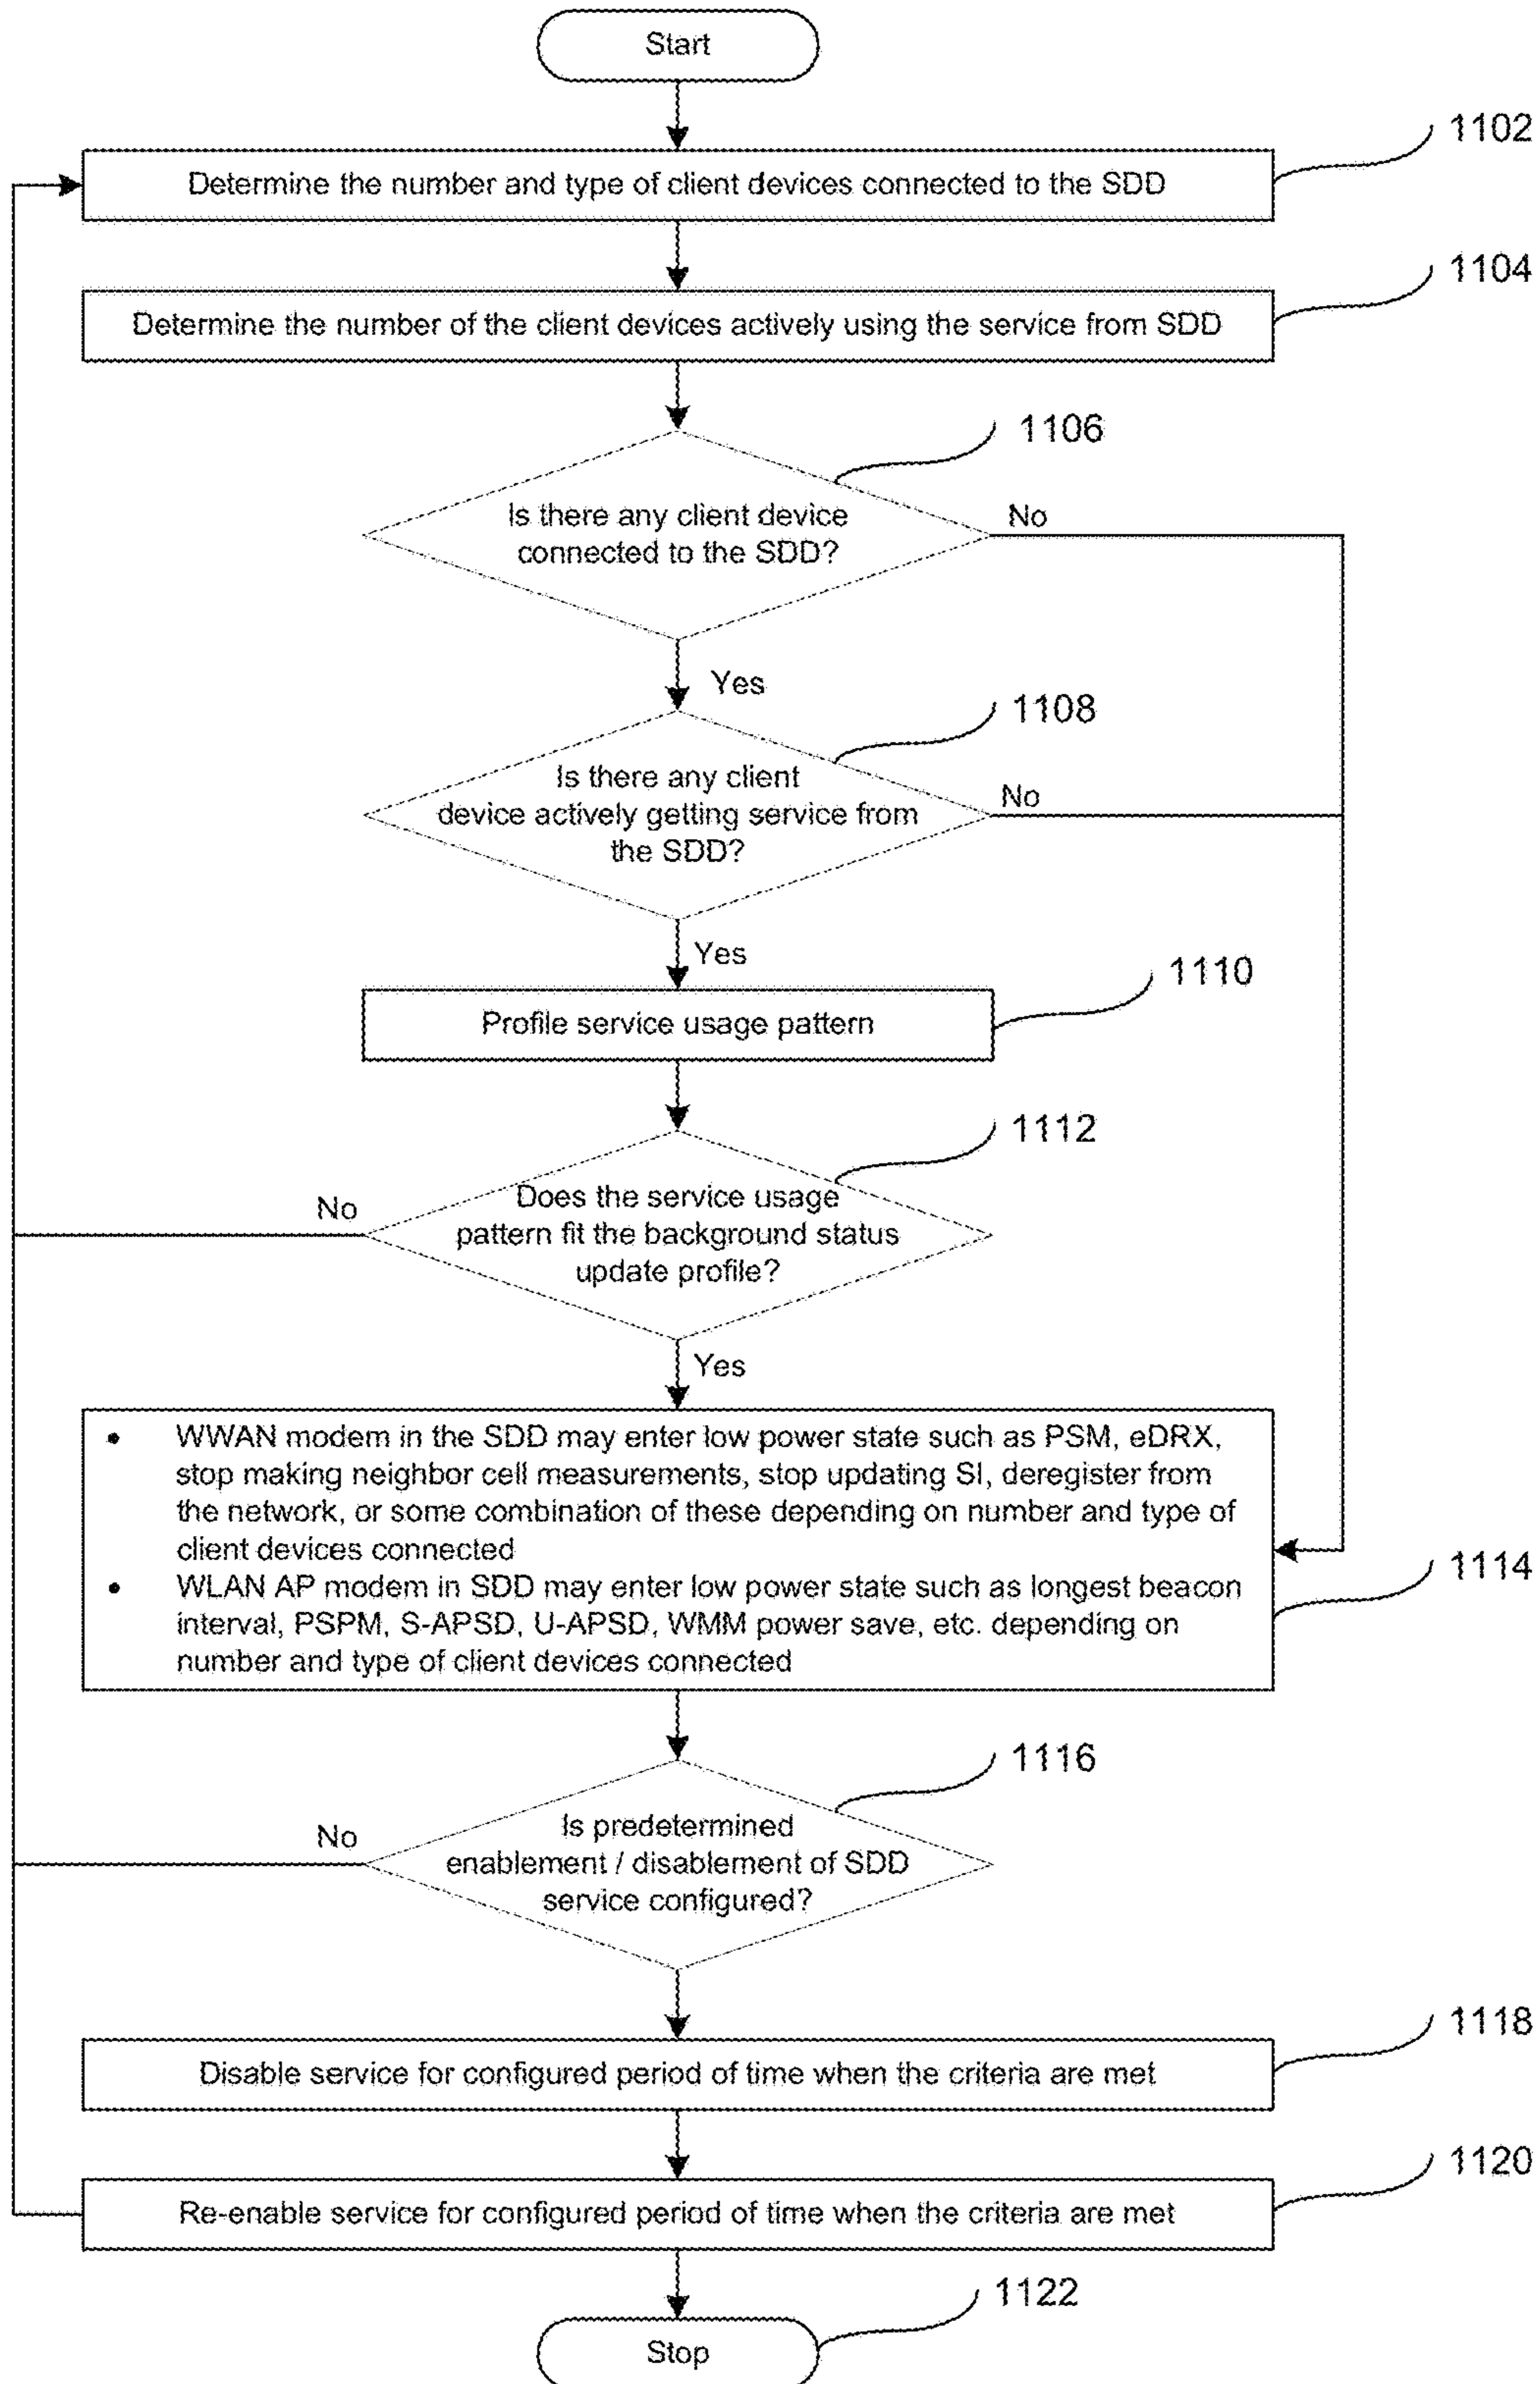 Start
1102
Determine the number and type of client devices connected to the SDD
1104
Determine the number of the client devices actively using the service from SDD
1106
Is there any client device
connected to the SDD?
No
Yes
1108
Is there any client
device actively getting service from
the SDD?
No
Yes
1110
Profile service usage pattern
1112
Does the service usage
pattern fit the background status
update profile?
No
Yes
• WWAN modem in the SDD may enter low power state such as PSM, eDRX,
stop making neighbor cell measurements, stop updating SI, deregister from
the network, or some combination of these depending on number and type of
client devices connected
• WLAN AP modem in SDD may enter low power state such as longest beacon
interval, PSPM, S-APSD, U-APSD, WMM power save, etc. depending on
number and type of client devices connected
1114
1116
Is predetermined
enablement / disablement of SDD
service configured?
No
1118
Disable service for configured period of time when the criteria are met
1120
Re-enable service for configured period of time when the criteria are met
1122
Stop